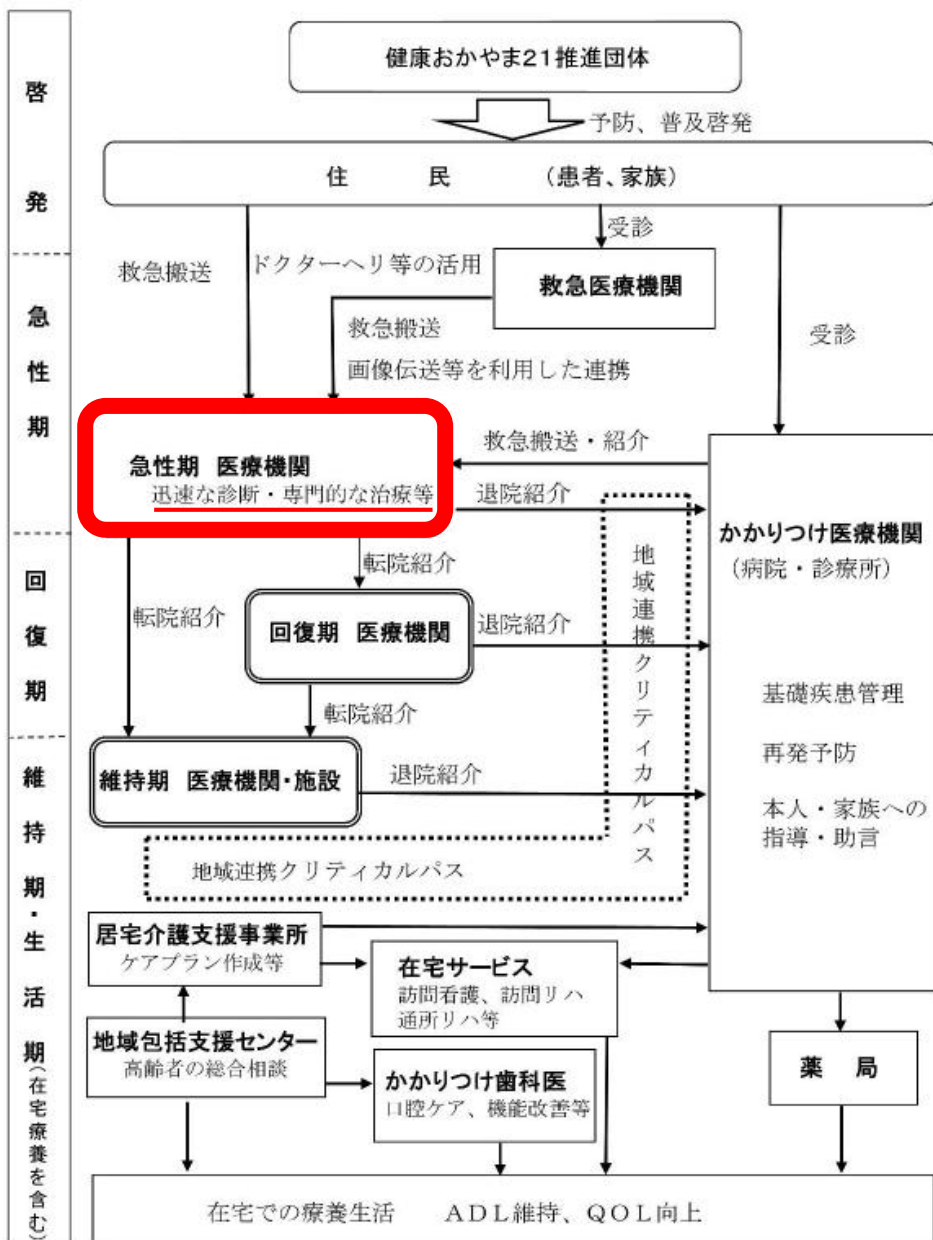 啓発
急性期
回復期
維持期・生活期(在宅療養を含む)
健康おかやま21推進団体
予防、普及啓発
住民 (患者、家族)
受診
救急搬送
ドクターヘリ等の活用
救急医療機関
救急搬送
画像伝送等を利用した連携
受診
急性期 医療機関
迅速な診断・専門的な治療等
救急搬送・紹介
退院紹介
かかりつけ医療機関
(病院・診療所)
基礎疾患管理
再発予防
本人・家族への
指導・助言
転院紹介
転院紹介
回復期 医療機関
退院紹介
地域連携クリティカルパス
転院紹介
維持期 医療機関・施設
退院紹介
地域連携クリティカルパス
居宅介護支援事業所
ケアプラン作成等
在宅サービス
訪問看護、訪問リハ
通所リハ等
地域包括支援センター
高齢者の総合相談
かかりつけ歯科医
口腔ケア、機能改善等
薬局
在宅での療養生活 ADL維持、QOL向上